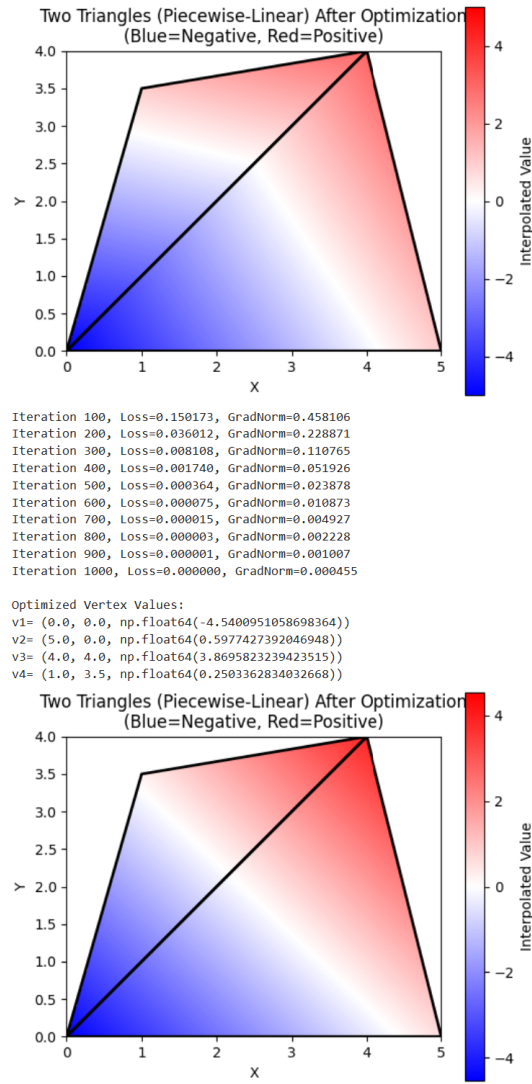 Two Triangles (Piecewise-Linear) After Optimization
(Blue=Negative, Red=Positive)
4.0
3.5
3.0
2.5
2.0
1.5
1.0
0.5
0.0
Y
0 1 2 3 4 5
X
4
2
0
−2
−4
Interpolated Value
Iteration 100, Loss=0.150173, GradNorm=0.458106
Iteration 200, Loss=0.036012, GradNorm=0.228871
Iteration 300, Loss=0.008108, GradNorm=0.110765
Iteration 400, Loss=0.001740, GradNorm=0.051926
Iteration 500, Loss=0.000364, GradNorm=0.023878
Iteration 600, Loss=0.000075, GradNorm=0.010873
Iteration 700, Loss=0.000015, GradNorm=0.004927
Iteration 800, Loss=0.000003, GradNorm=0.002228
Iteration 900, Loss=0.000001, GradNorm=0.001007
Iteration 1000, Loss=0.000000, GradNorm=0.000455
Optimized Vertex Values:
v1= (0.0, 0.0, np.float64(-4.5400951058698364))
v2= (5.0, 0.0, np.float64(0.5977427392046948))
v3= (4.0, 4.0, np.float64(3.8695823239423515))
v4= (1.0, 3.5, np.float64(0.2503362834032668))
Two Triangles (Piecewise-Linear) After Optimization
(Blue=Negative, Red=Positive)
4.0
3.5
3.0
2.5
2.0
1.5
1.0
0.5
0.0
Y
0 1 2 3 4 5
X
4
2
0
−2
−4
Interpolated Value